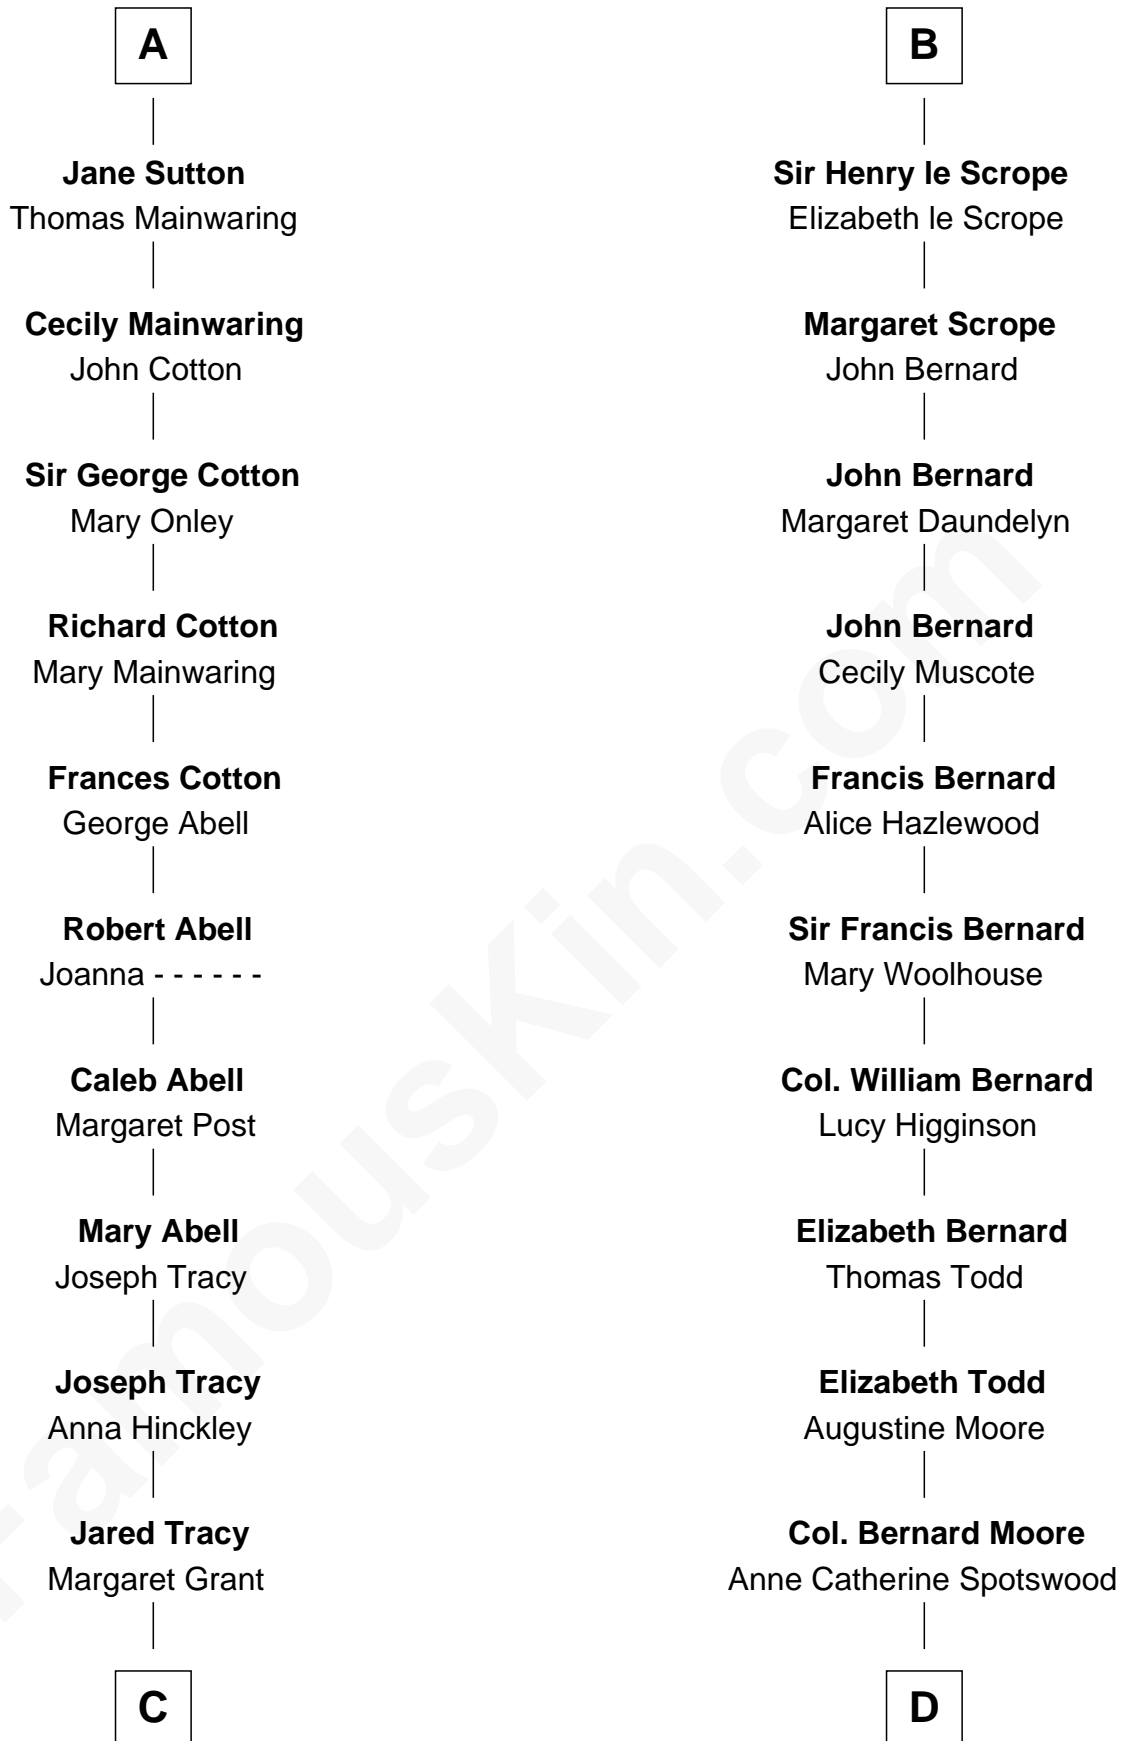 A
Jane Sutton
Thomas Mainwaring
Cecily Mainwaring
John Cotton
Sir George Cotton
Mary Onley
Richard Cotton
Mary Mainwaring
Frances Cotton
George Abell
Robert Abell
Joanna - - - - - -
Caleb Abell
Margaret Post
Mary Abell
Joseph Tracy
Joseph Tracy
Anna Hinckley
Jared Tracy
Margaret Grant
C
B
Sir Henry le Scrope
Elizabeth le Scrope
Margaret Scrope
John Bernard
John Bernard
Margaret Daundelyn
John Bernard
Cecily Muscote
Francis Bernard
Alice Hazlewood
Sir Francis Bernard
Mary Woolhouse
Col. William Bernard
Lucy Higginson
Elizabeth Bernard
Thomas Todd
Elizabeth Todd
Augustine Moore
Col. Bernard Moore
Anne Catherine Spotswood
D
FamousKin.com